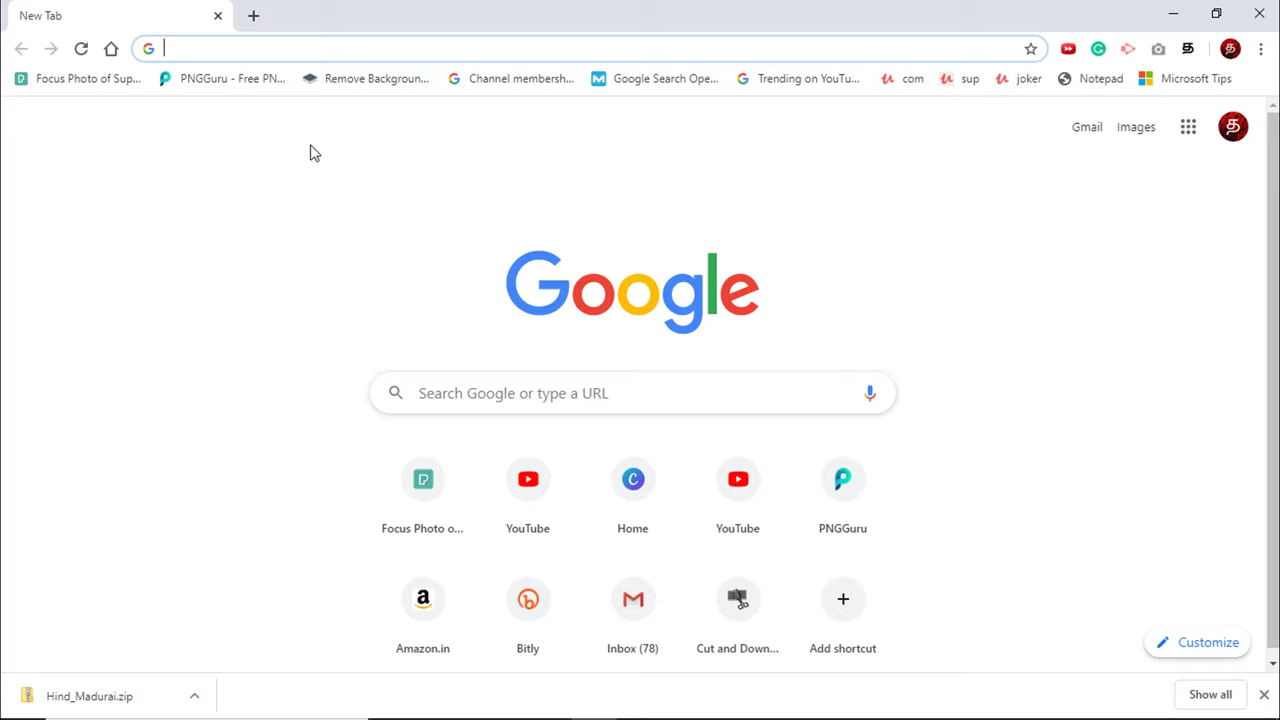 New Tab
Focus Photo of Sup...
PNGGuru - Free PN...
Remove Backgroun...
Channel membersh...
Google Search Ope...
Trending on YouTu...
com
sup
joker
Notepad
Microsoft Tips
Gmail
Images
த
Google
Search Google or type a URL
Focus Photo o...
YouTube
Home
YouTube
PNGGuru
Amazon.in
Bitly
Inbox (78)
Cut and Down...
Add shortcut
Customize
Hind_Madurai.zip
Show all